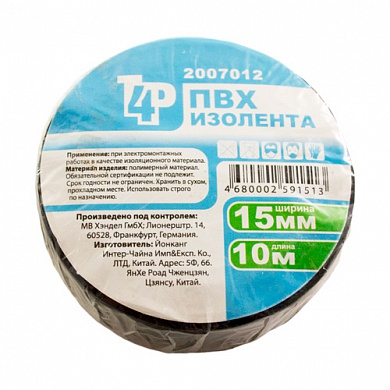 T4P
2007012
ПВХ
ИЗОЛЕНТА
Применение: при электромонтажных
работах в качестве изоляционного материала.
Материал изделия: полимерный материал.
Обязательной сертификации не подлежит.
Срок годности не ограничен. Хранить в сухом,
прохладном месте. Использовать строго
по назначению.
4 680002 591513
Произведено под контролем:
МВ Хэндел ГмбХ; Лионерштр. 14,
60528, Франкфурт, Германия.
Изготовитель: Йонканг
Интер-Чайна Имп&Експ. Ко.,
ЛТД, Китай. Адрес: 5Ф, 66.
ЯнХе Роад Чженцзян,
Цзянсу, Китай.
ширина
15мм
длина
10м